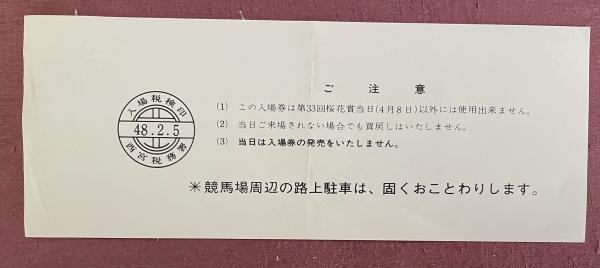 ご注意
(1) この入場券は第33回桜花賞当日(4月8日)以外には使用出来ません。
(2) 当日ご来場されない場合でも買戻しはいたしません。
(3) 当日は入場券の発売をいたしません。
入場税検印
48.2.5
西宮税務署
＊競馬場周辺の路上駐車は、固くおことわりします。